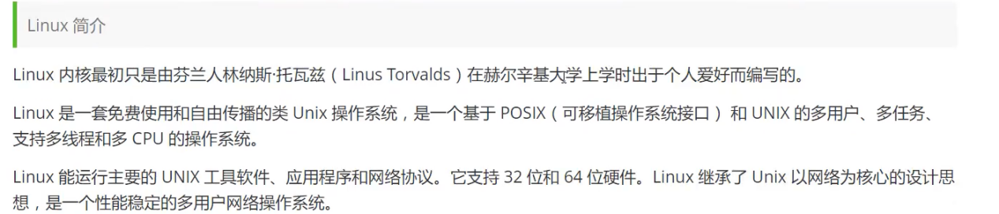 Linux 简介
Linux 内核最初只是由芬兰人林纳斯·托瓦兹（Linus Torvalds）在赫尔辛基大学上学时出于个人爱好而编写的。
Linux 是一套免费使用和自由传播的类 Unix 操作系统，是一个基于 POSIX（可移植操作系统接口） 和 UNIX 的多用户、多任务、
支持多线程和多 CPU 的操作系统。
Linux 能运行主要的 UNIX 工具软件、应用程序和网络协议。它支持 32 位和 64 位硬件。Linux 继承了 Unix 以网络为核心的设计思
想，是一个性能稳定的多用户网络操作系统。